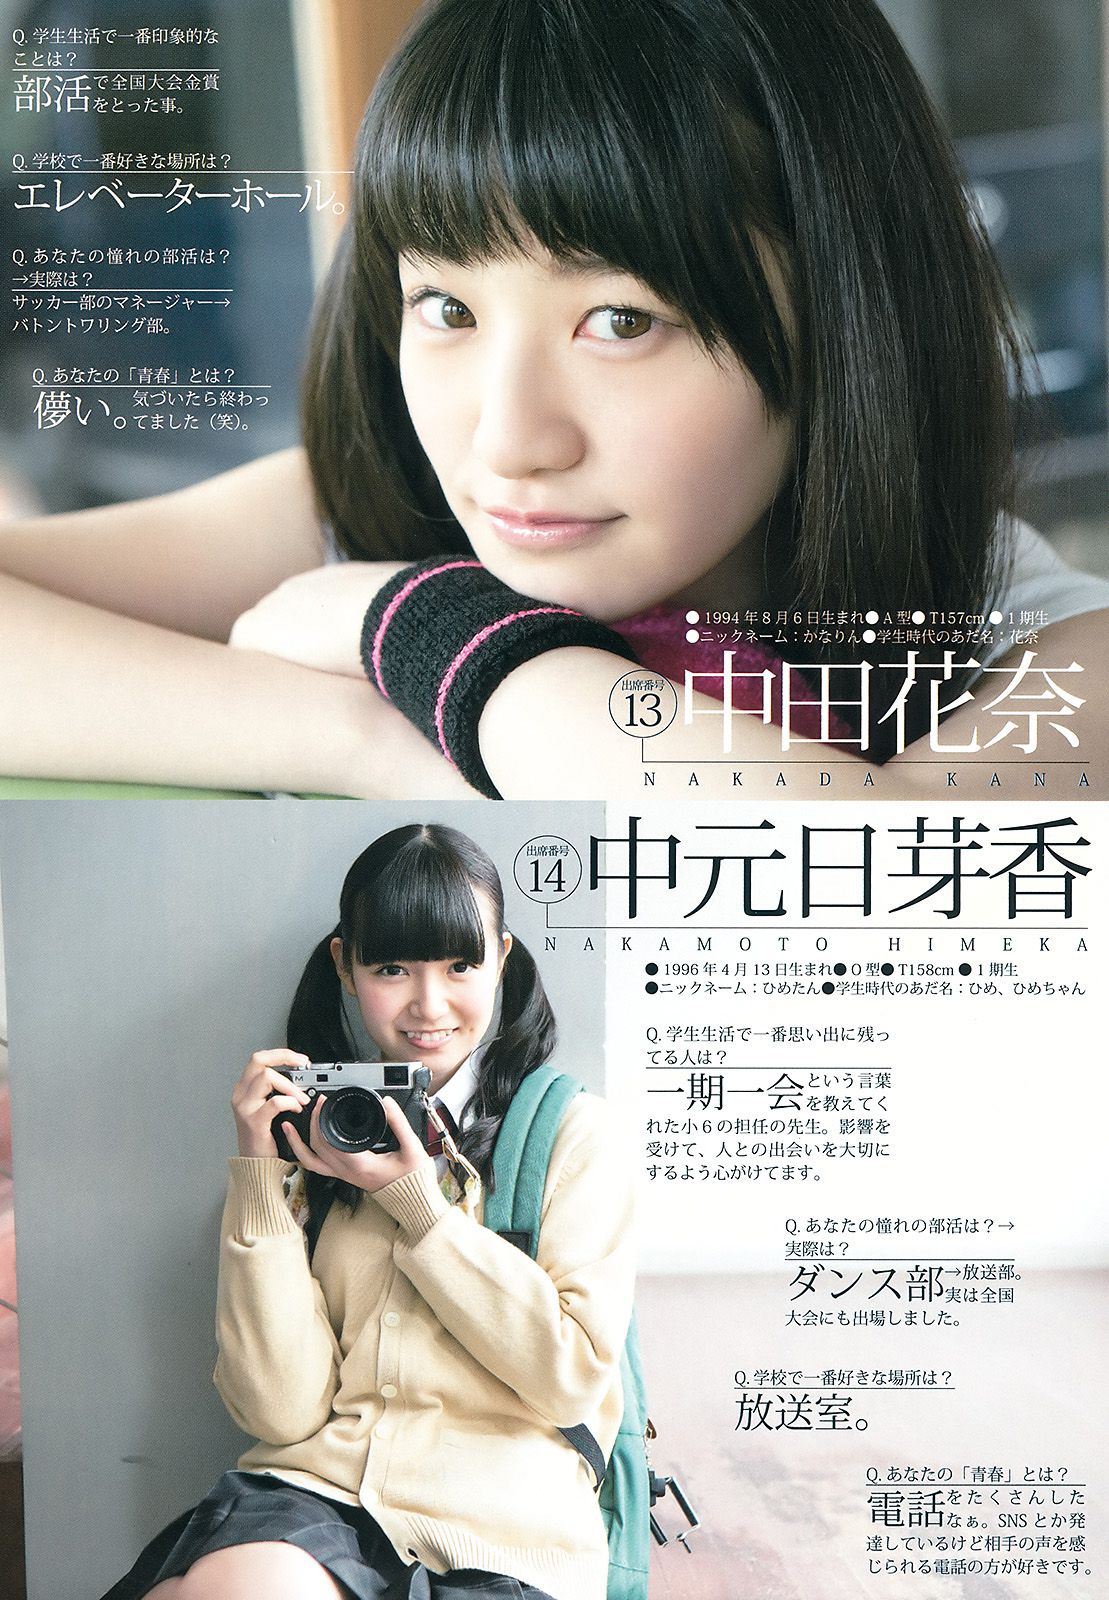 Q. 学生生活で一番印象的な
ことは？
部活で全国大会金賞
をとった事。
Q. 学校で一番好きな場所は？
エレベーターホール。
Q. あなたの憧れの部活は？
→実際は？
サッカー部のマネージャー→
バトントワリング部。
Q. あなたの「青春」とは？
儚い。気づいたら終わっ
てました（笑）。
●1994年8月6日生まれ●A型●T157cm●1期生
●ニックネーム：かなりん●学生時代のあだ名：花奈
出席番号
13
中田花奈
NAKADA KANA
出席番号
14
中元日芽香
NAKAMOTO HIMEKA
●1996年4月13日生まれ●O型●T158cm●1期生
●ニックネーム：ひめたん●学生時代のあだ名：ひめ、ひめちゃん
Q. 学生生活で一番思い出に残っ
てる人は？
一期一会という言葉
を教えてく
れた小6の担任の先生。影響を
受けて、人との出会いを大切に
するよう心がけてます。
Q. あなたの憧れの部活は？→
実際は？
ダンス部→放送部。
実は全国
大会にも出場しました。
Q. 学校で一番好きな場所は？
放送室。
Q. あなたの「青春」とは？
電話をたくさんした
なぁ。SNSとか発
達しているけど相手の声を感
じられる電話の方が好きです。